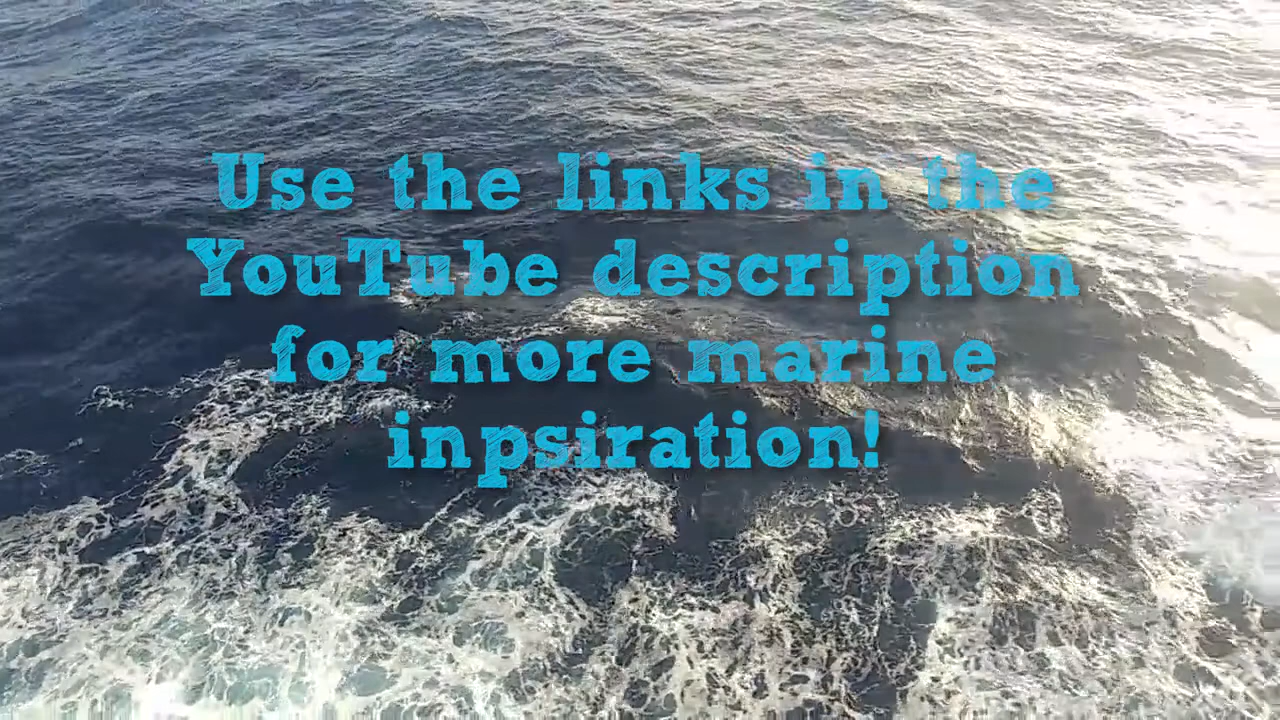 Use the links in the
YouTube description
for more marine
inpsiration!